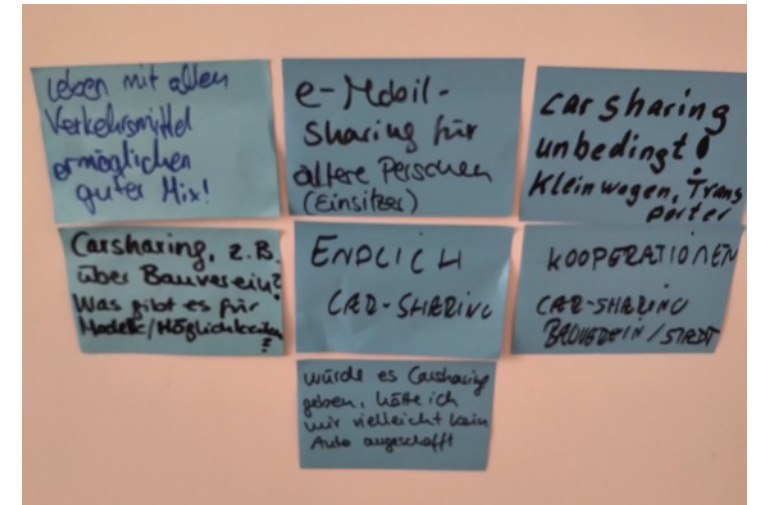 Leben mit allen
Verkehrsmittel
ermöglichen
guter Mix!
e-Mobil-
sharing für
ältere Personen
(Einsitzer)
car sharing
unbedingt!
Kleinwagen, Trans
porter
Carsharing, z.B.
über Bauverein?
Was gibt es für
Modelle/Möglichkeiten
?
ENDLICH
CAR-SHARING
KOOPERATIONEN
CAR-SHARING
BAUVEREIN/STADT
würde es Carsharing
geben, hätte ich
mir vielleicht kein
Auto angeschafft